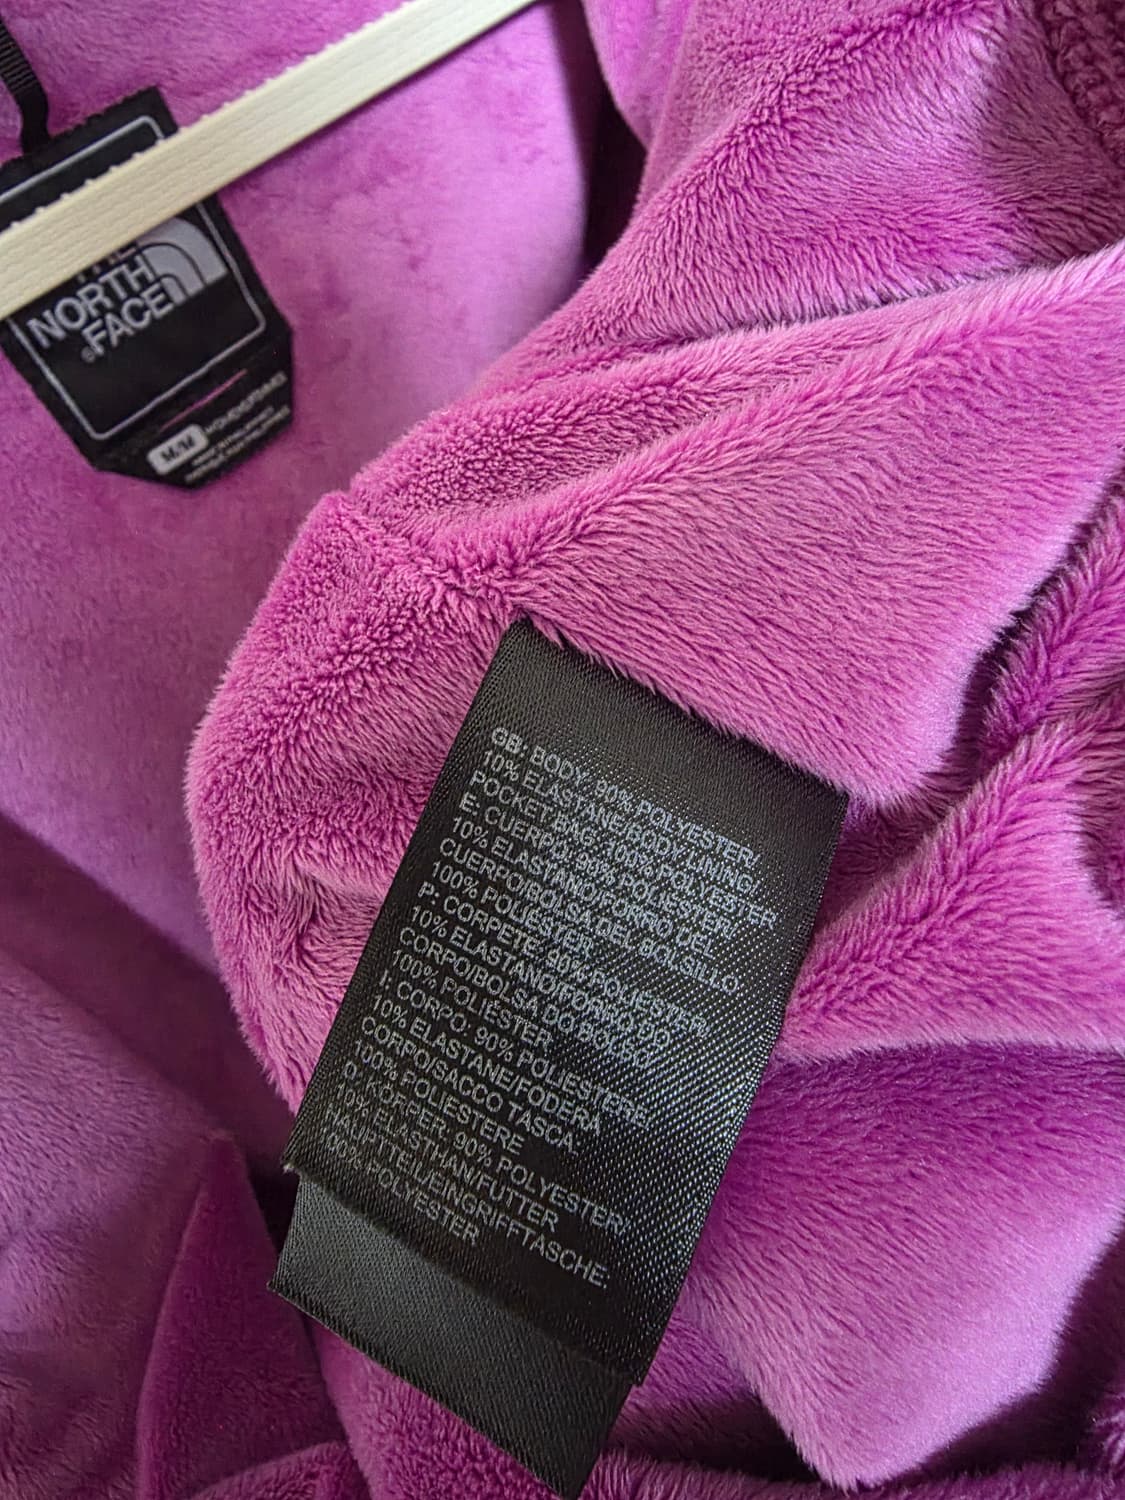 NORTH
FACE
M/M
GB: BODY: 90% POLYESTER/
10% ELASTANE/BODY LINING/
POCKET BAG: 100% POLYESTER
E: CUERPO: 90% POLIESTER/
10% ELASTANO/FORRO DEL
CUERPO/BOLSA DEL BOLSILLO:
100% POLIÉSTER
P: CORPETE: 90% POLIESTER/
10% ELASTANO/FORRO DO
CORPO/BOLSA DO BOLSO:
100% POLIÉSTER
I: CORPO: 90% POLIESTERE/
10% ELASTANE/FODERA
CORPO/SACCO TASCA:
100% POLIESTERE
D: KÖRPER: 90% POLYESTER/
10% ELASTHAN/FUTTER
HAUPTTEIL/EINGRIFFTASCHE:
100% POLYESTER